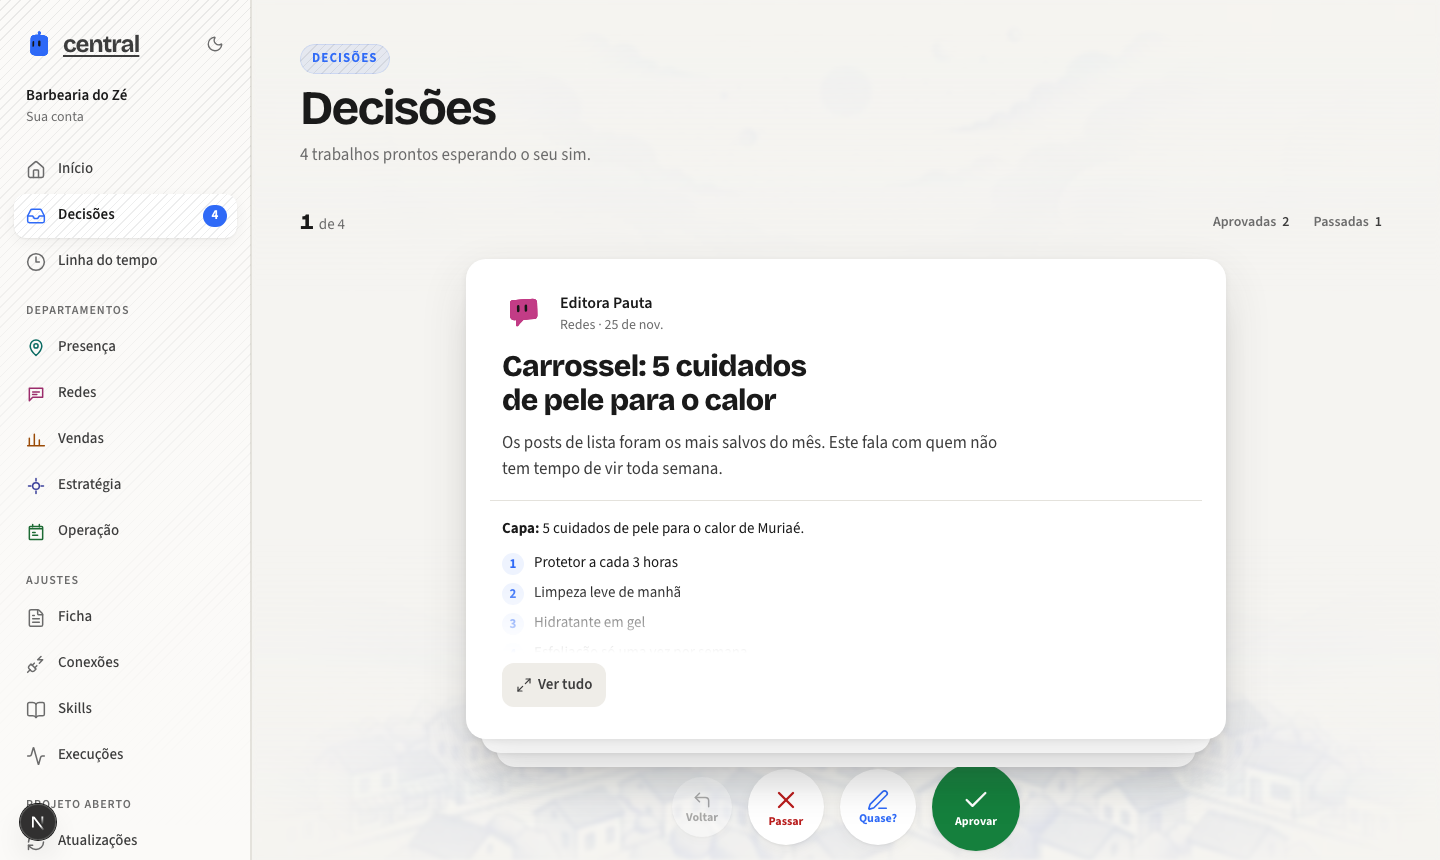 central
Barbearia do Zé
Sua conta
Início
Decisões
4
Linha do tempo
DEPARTAMENTOS
Presença
Redes
Vendas
Estratégia
Operação
AJUSTES
Ficha
Conexões
Skills
Execuções
PROJETO ABERTO
N
Atualizações
DECISÕES
Decisões
4 trabalhos prontos esperando o seu sim.
1 de 4
Aprovadas 2
Passadas 1
Editora Pauta
Redes · 25 de nov.
Carrossel: 5 cuidados
de pele para o calor
Os posts de lista foram os mais salvos do mês. Este fala com quem não
tem tempo de vir toda semana.
Capa: 5 cuidados de pele para o calor de Muriaé.
1 Protetor a cada 3 horas
2 Limpeza leve de manhã
3 Hidratante em gel
Ver tudo
Voltar
Passar
Quase?
Aprovar